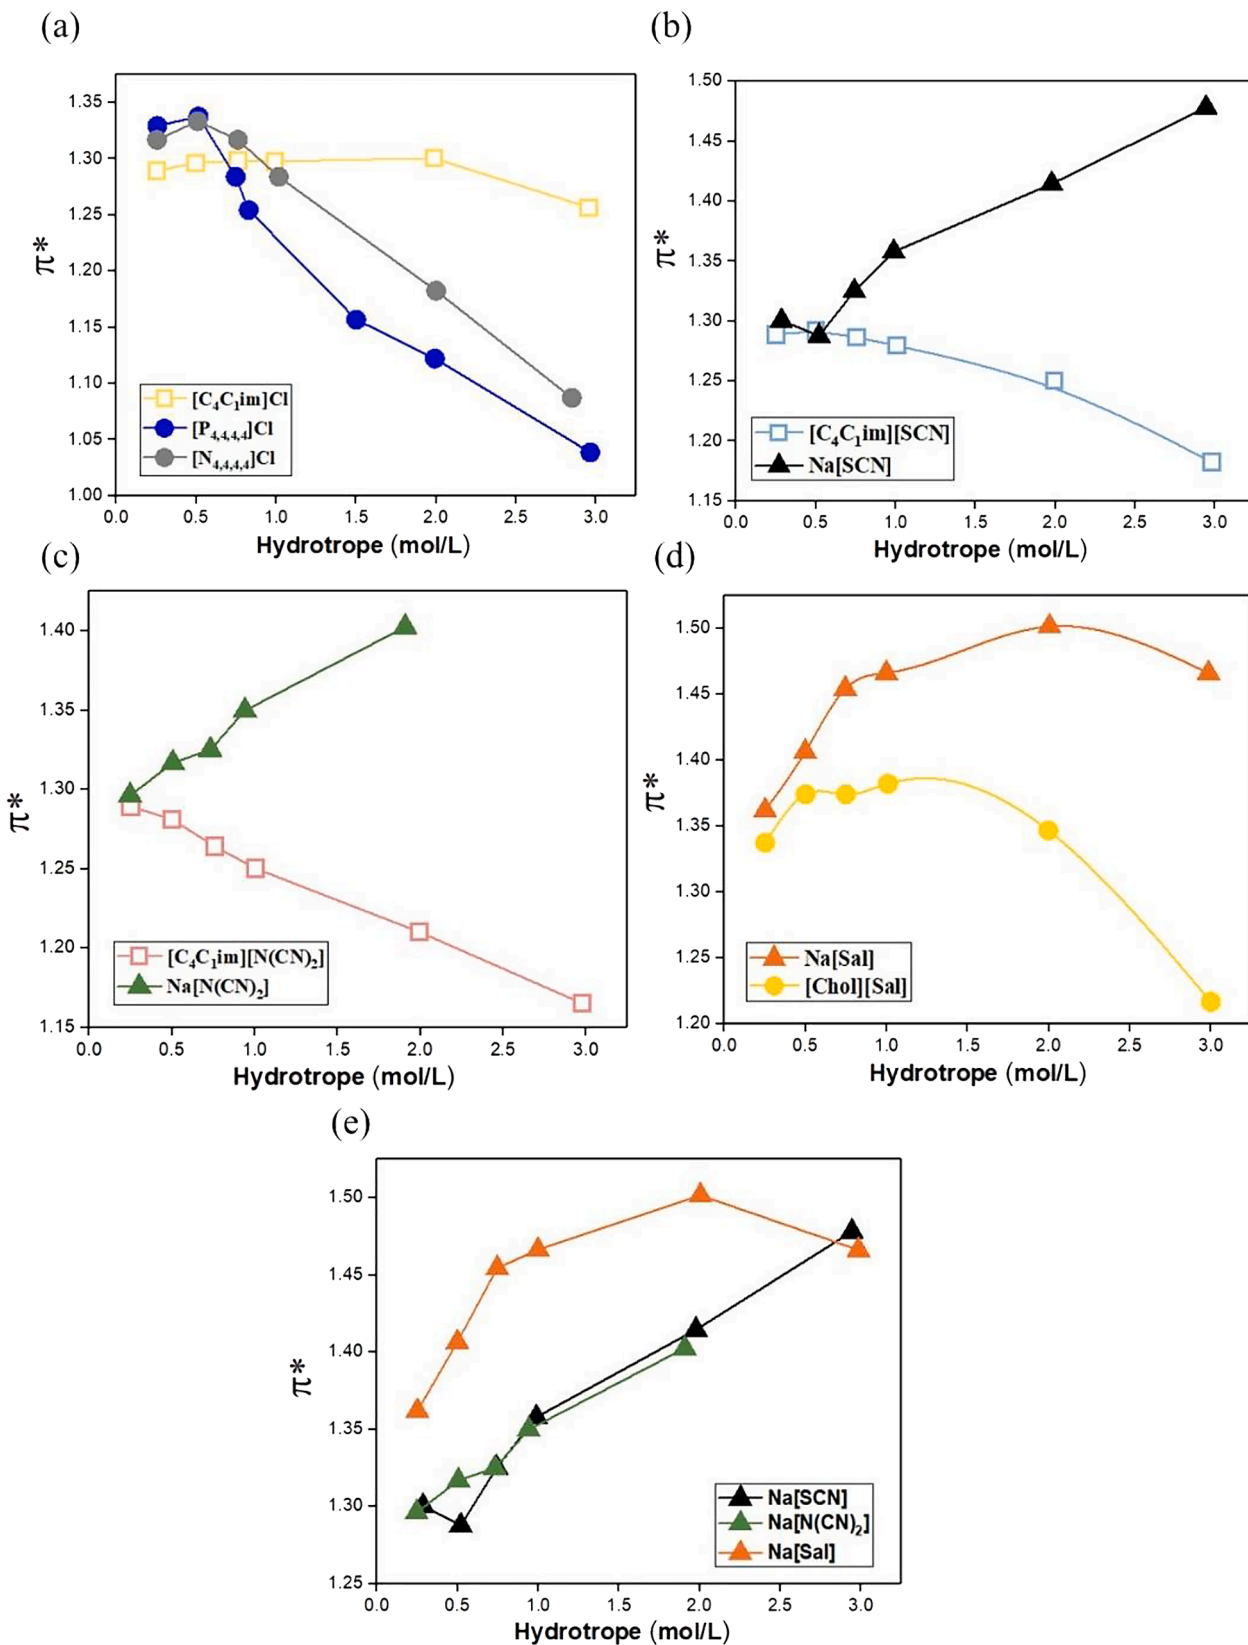 (a)
1.35
1.30
1.25
1.20
1.15
1.10
1.05
1.00
π*
[C₄C₁im]Cl
[P₄,₄,₄,₄]Cl
[N₄,₄,₄,₄]Cl
0.0 0.5 1.0 1.5 2.0 2.5 3.0
Hydrotrope (mol/L)
(b)
1.50
1.45
1.40
1.35
1.30
1.25
1.20
1.15
π*
[C₄C₁im][SCN]
Na[SCN]
0.0 0.5 1.0 1.5 2.0 2.5 3.0
Hydrotrope (mol/L)
(c)
1.40
1.35
1.30
1.25
1.20
1.15
π*
[C₄C₁im][N(CN)₂]
Na[N(CN)₂]
0.0 0.5 1.0 1.5 2.0 2.5 3.0
Hydrotrope (mol/L)
(d)
1.50
1.45
1.40
1.35
1.30
1.25
1.20
π*
Na[Sal]
[Chol][Sal]
0.0 0.5 1.0 1.5 2.0 2.5 3.0
Hydrotrope (mol/L)
(e)
1.50
1.45
1.40
1.35
1.30
1.25
π*
Na[SCN]
Na[N(CN)₂]
Na[Sal]
0.0 0.5 1.0 1.5 2.0 2.5 3.0
Hydrotrope (mol/L)